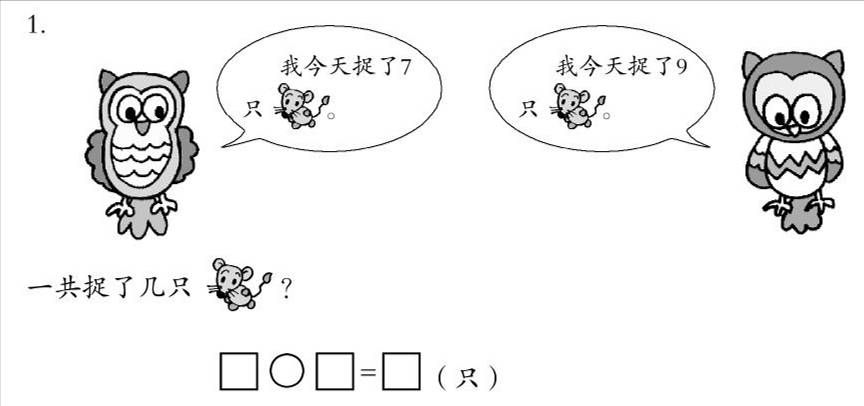 1.
我今天捉了7
只。
我今天捉了9
只。
一共捉了几只?
□○□=□(只)